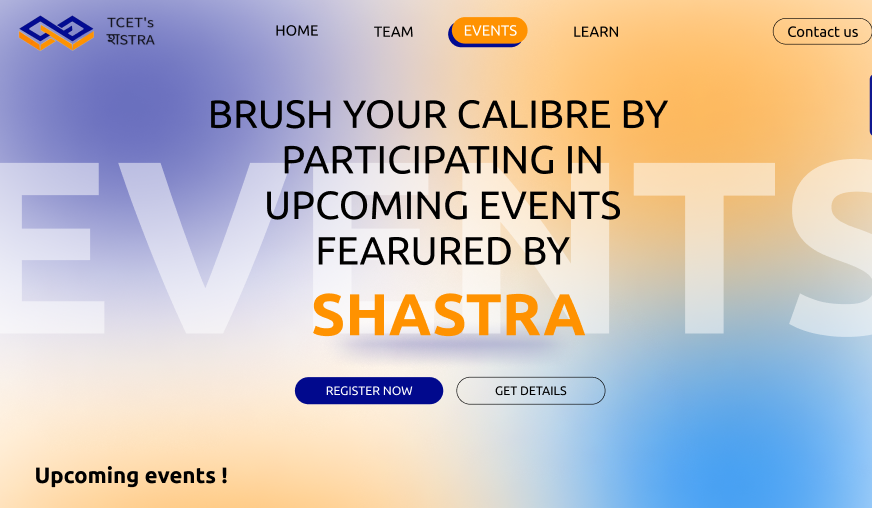 TCET's
शाSTRA
HOME
TEAM
EVENTS
LEARN
Contact us
EVENTS
BRUSH YOUR CALIBRE BY
PARTICIPATING IN
UPCOMING EVENTS
FEARURED BY
SHASTRA
REGISTER NOW
GET DETAILS
Upcoming events !